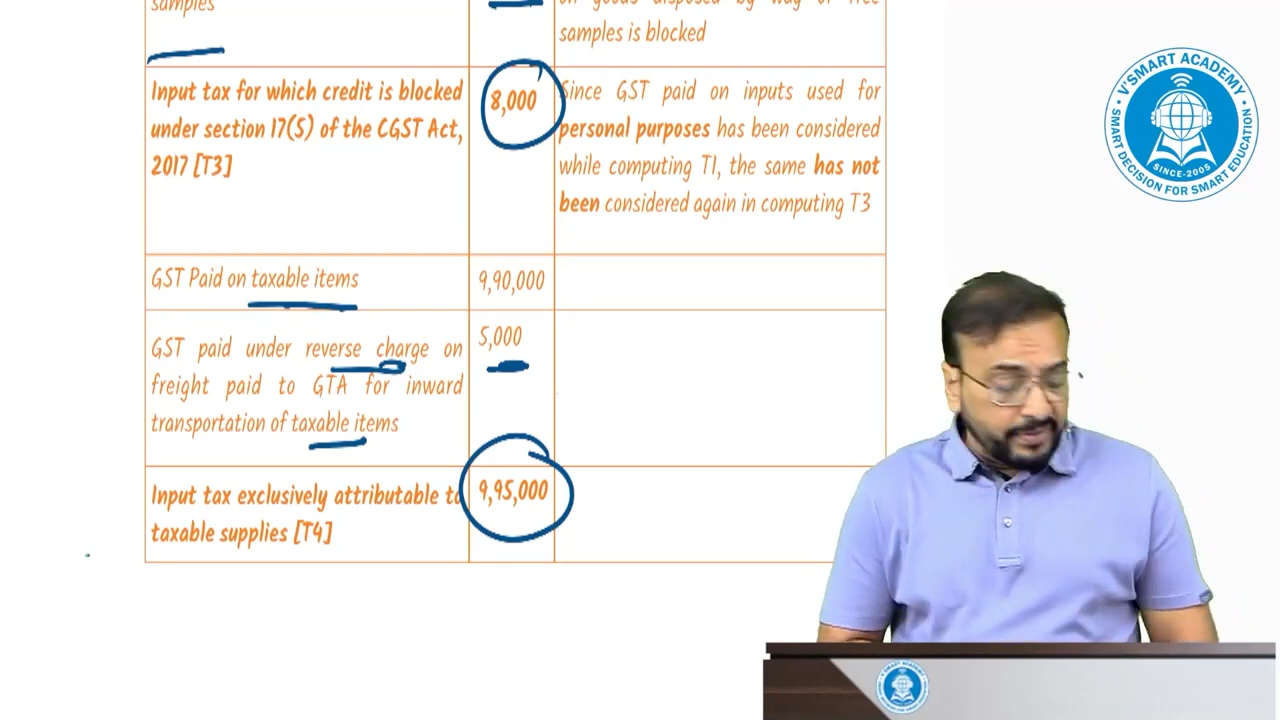 samples
on goods disposed by way of free
samples is blocked
Input tax for which credit is blocked
under section 17(5) of the CGST Act,
2017 [T3]
8,000
Since GST paid on inputs used for
personal purposes has been considered
while computing T1, the same has not
been considered again in computing T3
GST Paid on taxable items
9,90,000
GST paid under reverse charge on
freight paid to GTA for inward
transportation of taxable items
5,000
Input tax exclusively attributable to
taxable supplies [T4]
9,95,000
V'SMART ACADEMY
SINCE-2005
SMART DECISION FOR SMART EDUCATION